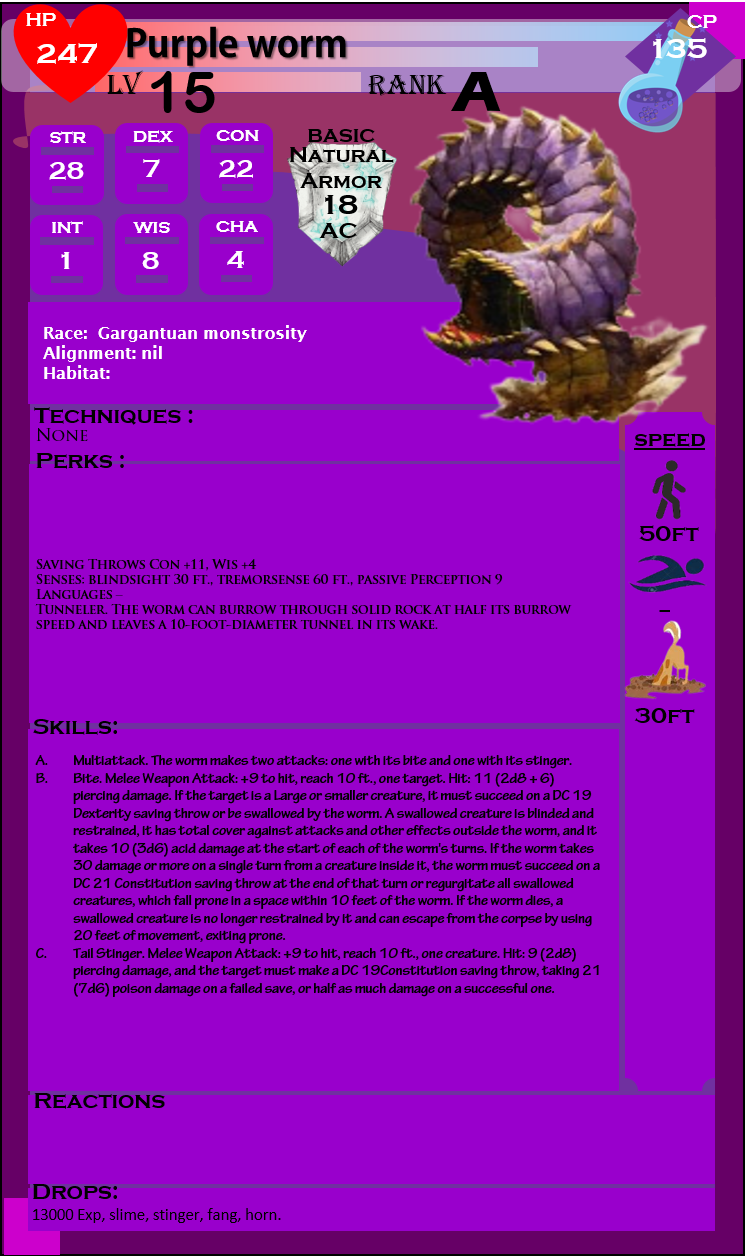 HP
247
Purple worm
CP
135
LV 15
RANK A
STR
28
DEX
7
CON
22
INT
1
WIS
8
CHA
4
BASIC
NATURAL
ARMOR
18
AC
Race:  Gargantuan monstrosity
Alignment: nil
Habitat:
TECHNIQUES :
NONE
PERKS :
SAVING THROWS CON +11, WIS +4
SENSES: BLINDSIGHT 30 FT., TREMORSENSE 60 FT., PASSIVE PERCEPTION 9
LANGUAGES –
TUNNELER. THE WORM CAN BURROW THROUGH SOLID ROCK AT HALF ITS BURROW
SPEED AND LEAVES A 10-FOOT-DIAMETER TUNNEL IN ITS WAKE.
SPEED
50FT
–
30FT
SKILLS:
A. Multiattack. The worm makes two attacks: one with its bite and one with its stinger.
B. Bite. Melee Weapon Attack: +9 to hit, reach 10 ft., one target. Hit: 11 (2d8 + 6)
piercing damage. If the target is a Large or smaller creature, it must succeed on a DC 19
Dexterity saving throw or be swallowed by the worm. A swallowed creature is blinded and
restrained, it has total cover against attacks and other effects outside the worm, and it
takes 10 (3d6) acid damage at the start of each of the worm's turns. If the worm takes
30 damage or more on a single turn from a creature inside it, the worm must succeed on a
DC 21 Constitution saving throw at the end of that turn or regurgitate all swallowed
creatures, which fall prone in a space within 10 feet of the worm. If the worm dies, a
swallowed creature is no longer restrained by it and can escape from the corpse by using
20 feet of movement, exiting prone.
C. Tail Stinger. Melee Weapon Attack: +9 to hit, reach 10 ft., one creature. Hit: 9 (2d8)
piercing damage, and the target must make a DC 19Constitution saving throw, taking 21
(7d6) poison damage on a failed save, or half as much damage on a successful one.
REACTIONS
DROPS:
13000 Exp, slime, stinger, fang, horn.